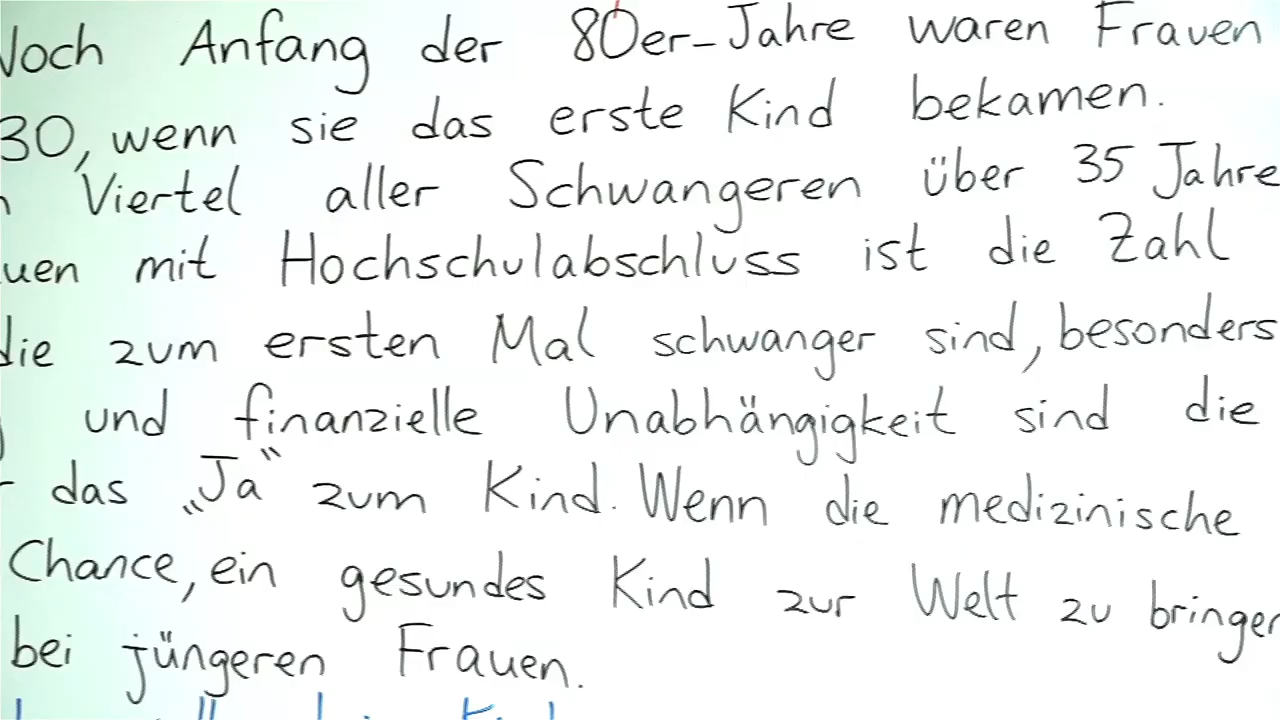 Noch Anfang der 80er-Jahre waren Frauen
30, wenn sie das erste Kind bekamen.
Viertel aller Schwangeren über 35 Jahre
mit Hochschulabschluss ist die Zahl
die zum ersten Mal schwanger sind, besonders
und finanzielle Unabhängigkeit sind die
das „Ja“ zum Kind. Wenn die medizinische
Chance, ein gesundes Kind zur Welt zu bringen
bei jüngeren Frauen.